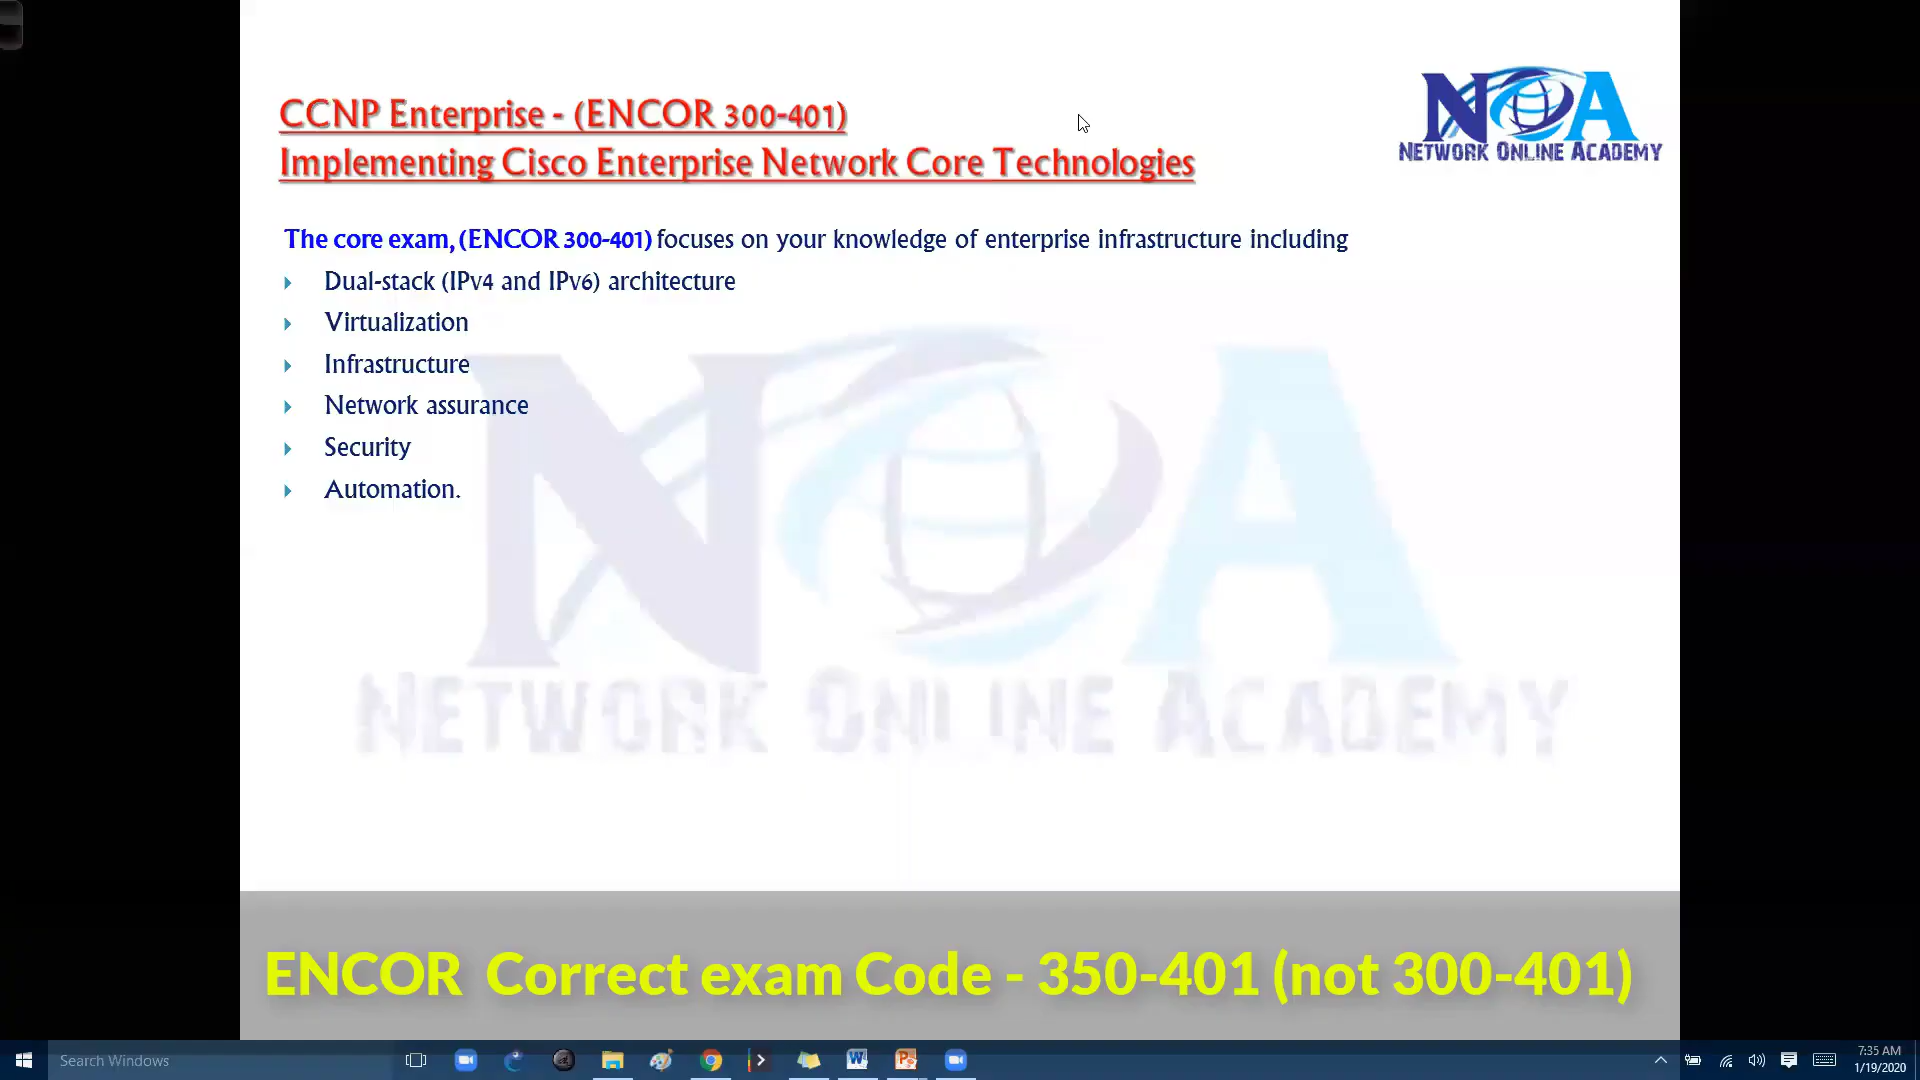 CCNP Enterprise - (ENCOR 300-401)
Implementing Cisco Enterprise Network Core Technologies
NOA
NETWORK ONLINE ACADEMY
The core exam, (ENCOR 300-401) focuses on your knowledge of enterprise infrastructure including
Dual-stack (IPv4 and IPv6) architecture
Virtualization
Infrastructure
Network assurance
Security
Automation.
NOA
NETWORK ONLINE ACADEMY
ENCOR Correct exam Code - 350-401 (not 300-401)
Search Windows
7:35 AM
1/19/2020